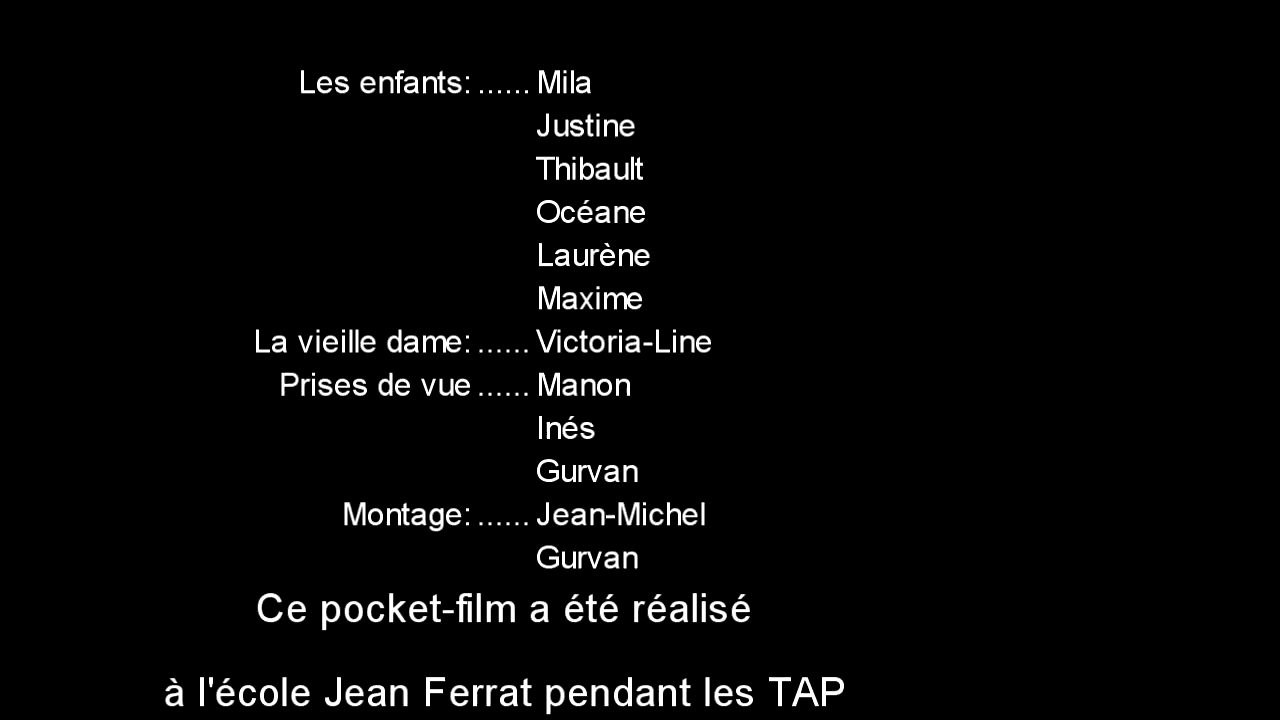 Les enfants: ...... Mila
Justine
Thibault
Océane
Laurène
Maxime
La vieille dame: ...... Victoria-Line
Prises de vue ...... Manon
Inés
Gurvan
Montage: ...... Jean-Michel
Gurvan
Ce pocket-film a été réalisé
à l'école Jean Ferrat pendant les TAP